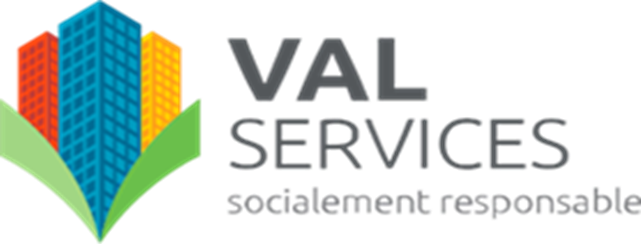 VAL
SERVICES
socialement responsable